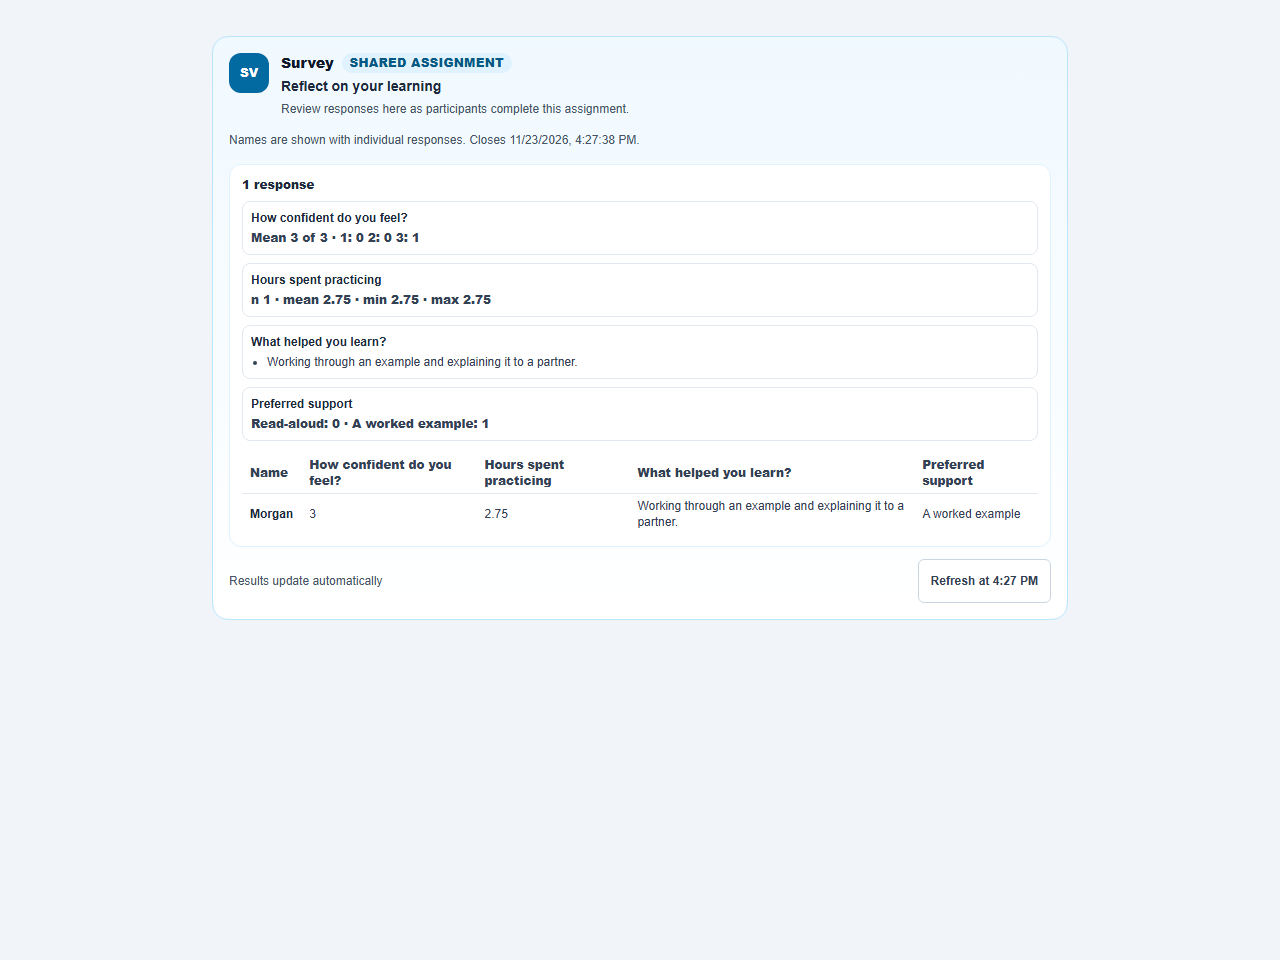 SV
Survey SHARED ASSIGNMENT
Reflect on your learning
Review responses here as participants complete this assignment.
Names are shown with individual responses. Closes 11/23/2026, 4:27:38 PM.
1 response
How confident do you feel?
Mean 3 of 3 · 1: 0 2: 0 3: 1
Hours spent practicing
n 1 · mean 2.75 · min 2.75 · max 2.75
What helped you learn?
• Working through an example and explaining it to a partner.
Preferred support
Read-aloud: 0 · A worked example: 1
Name How confident do you feel? Hours spent practicing What helped you learn? Preferred support
Morgan 3 2.75 Working through an example and explaining it to a partner. A worked example
Results update automatically
Refresh at 4:27 PM